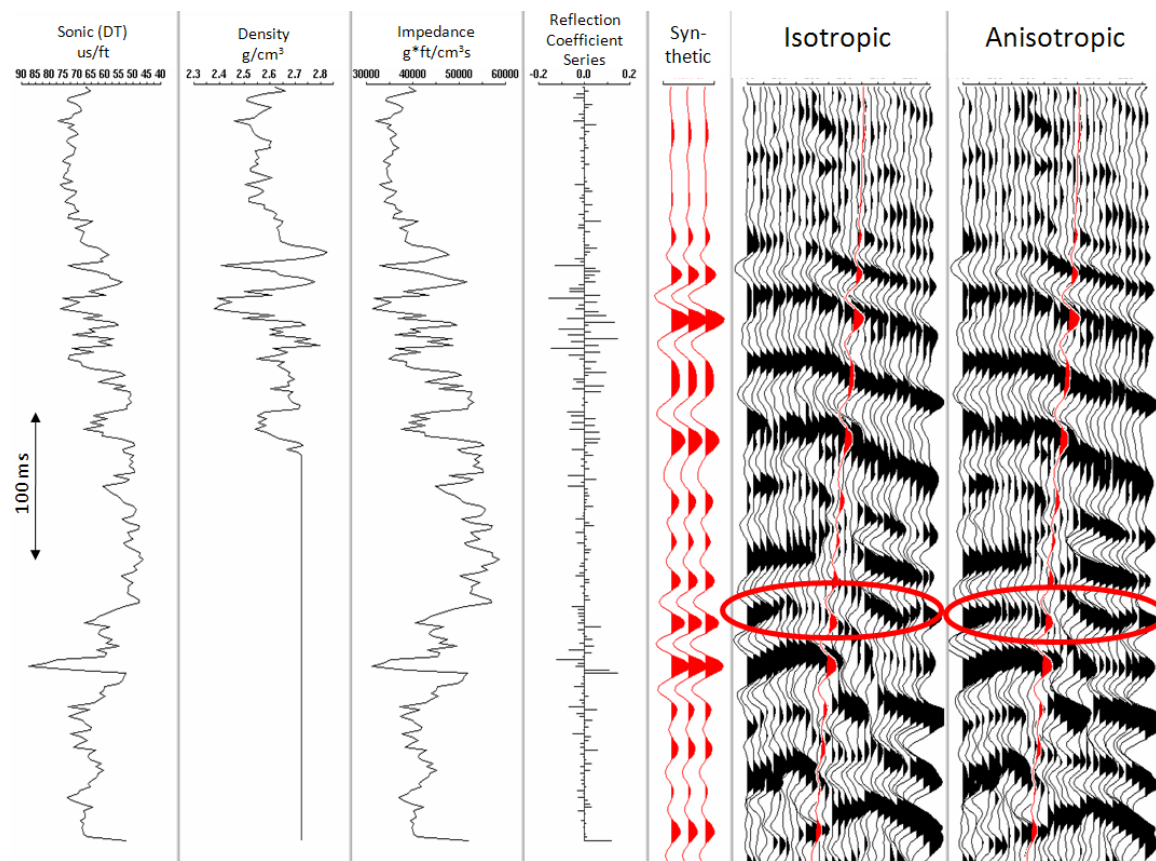 Sonic (DT)
us/ft
90 85 80 75 70 65 60 55 50 45 40
Density
g/cm³
2.3 2.4 2.5 2.6 2.7 2.8
Impedance
g*ft/cm³s
30000 40000 50000 60000
Reflection
Coefficient
Series
-0.2 0.0 0.2
Syn-
thetic
Isotropic
Anisotropic
100 ms